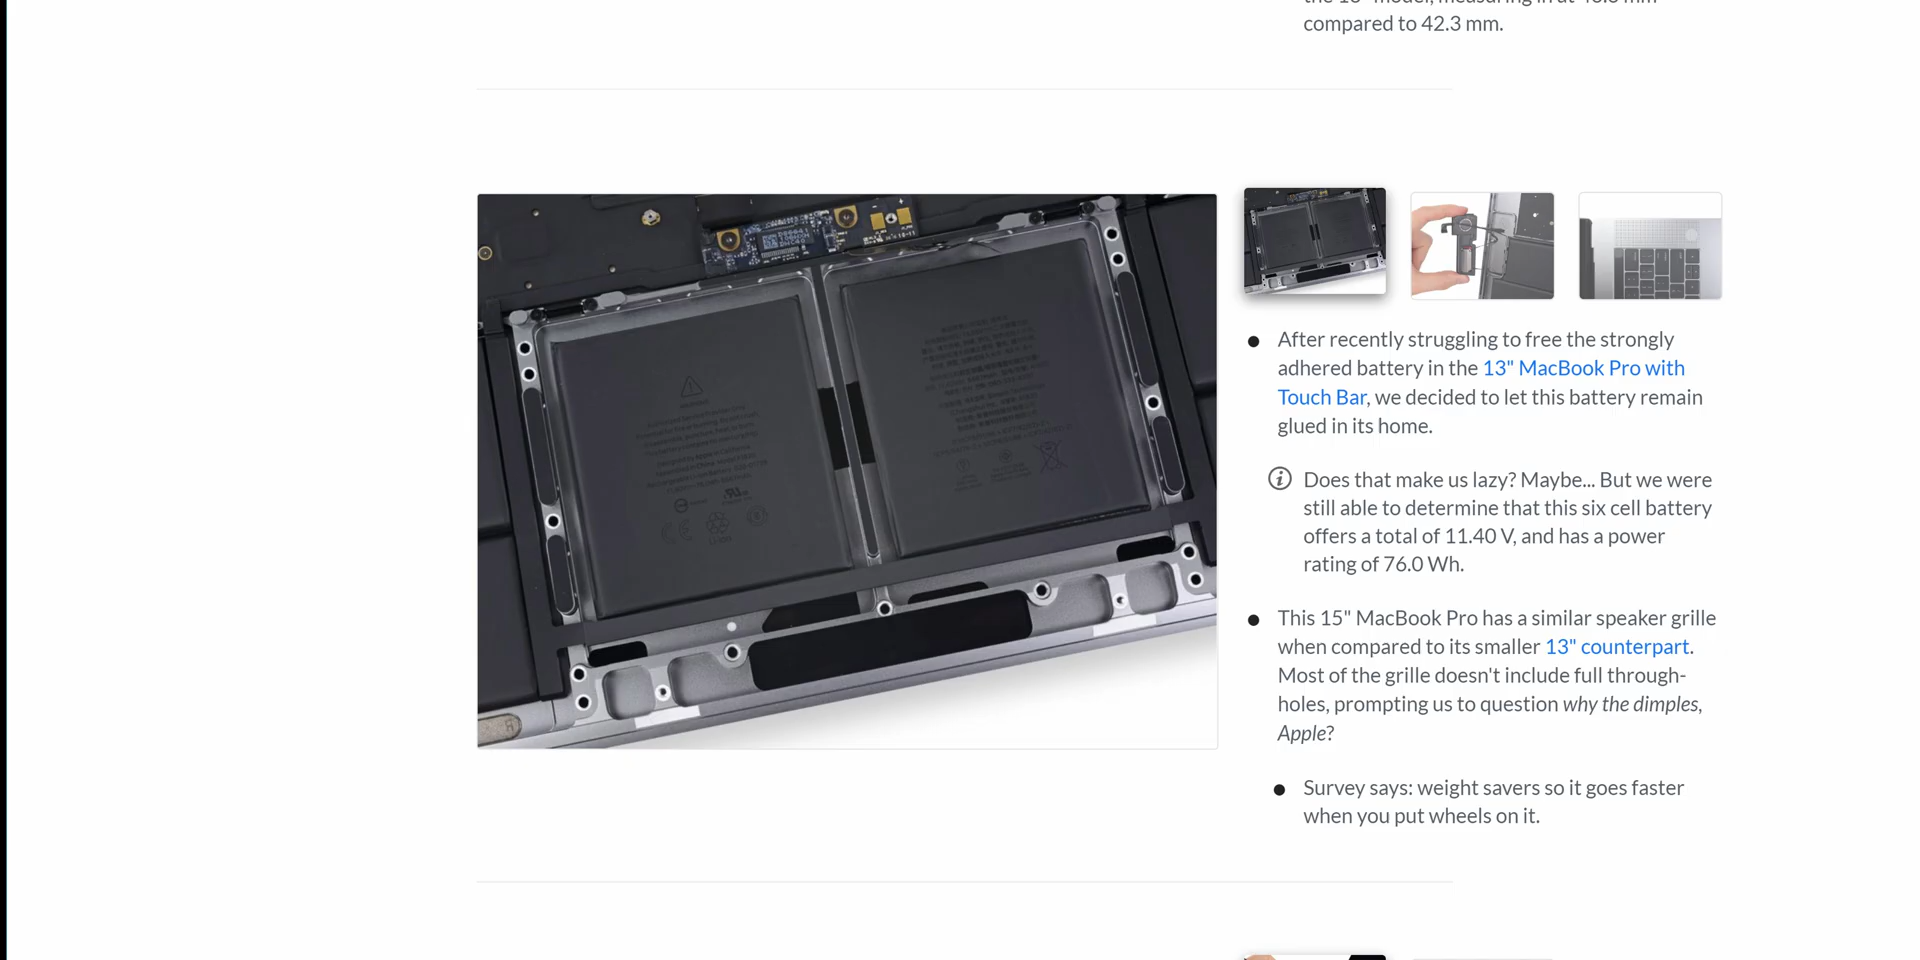 compared to 42.3 mm.
After recently struggling to free the strongly
adhered battery in the 13" MacBook Pro with
Touch Bar, we decided to let this battery remain
glued in its home.
Does that make us lazy? Maybe... But we were
still able to determine that this six cell battery
offers a total of 11.40 V, and has a power
rating of 76.0 Wh.
This 15" MacBook Pro has a similar speaker grille
when compared to its smaller 13" counterpart.
Most of the grille doesn't include full through-
holes, prompting us to question why the dimples,
Apple?
Survey says: weight savers so it goes faster
when you put wheels on it.